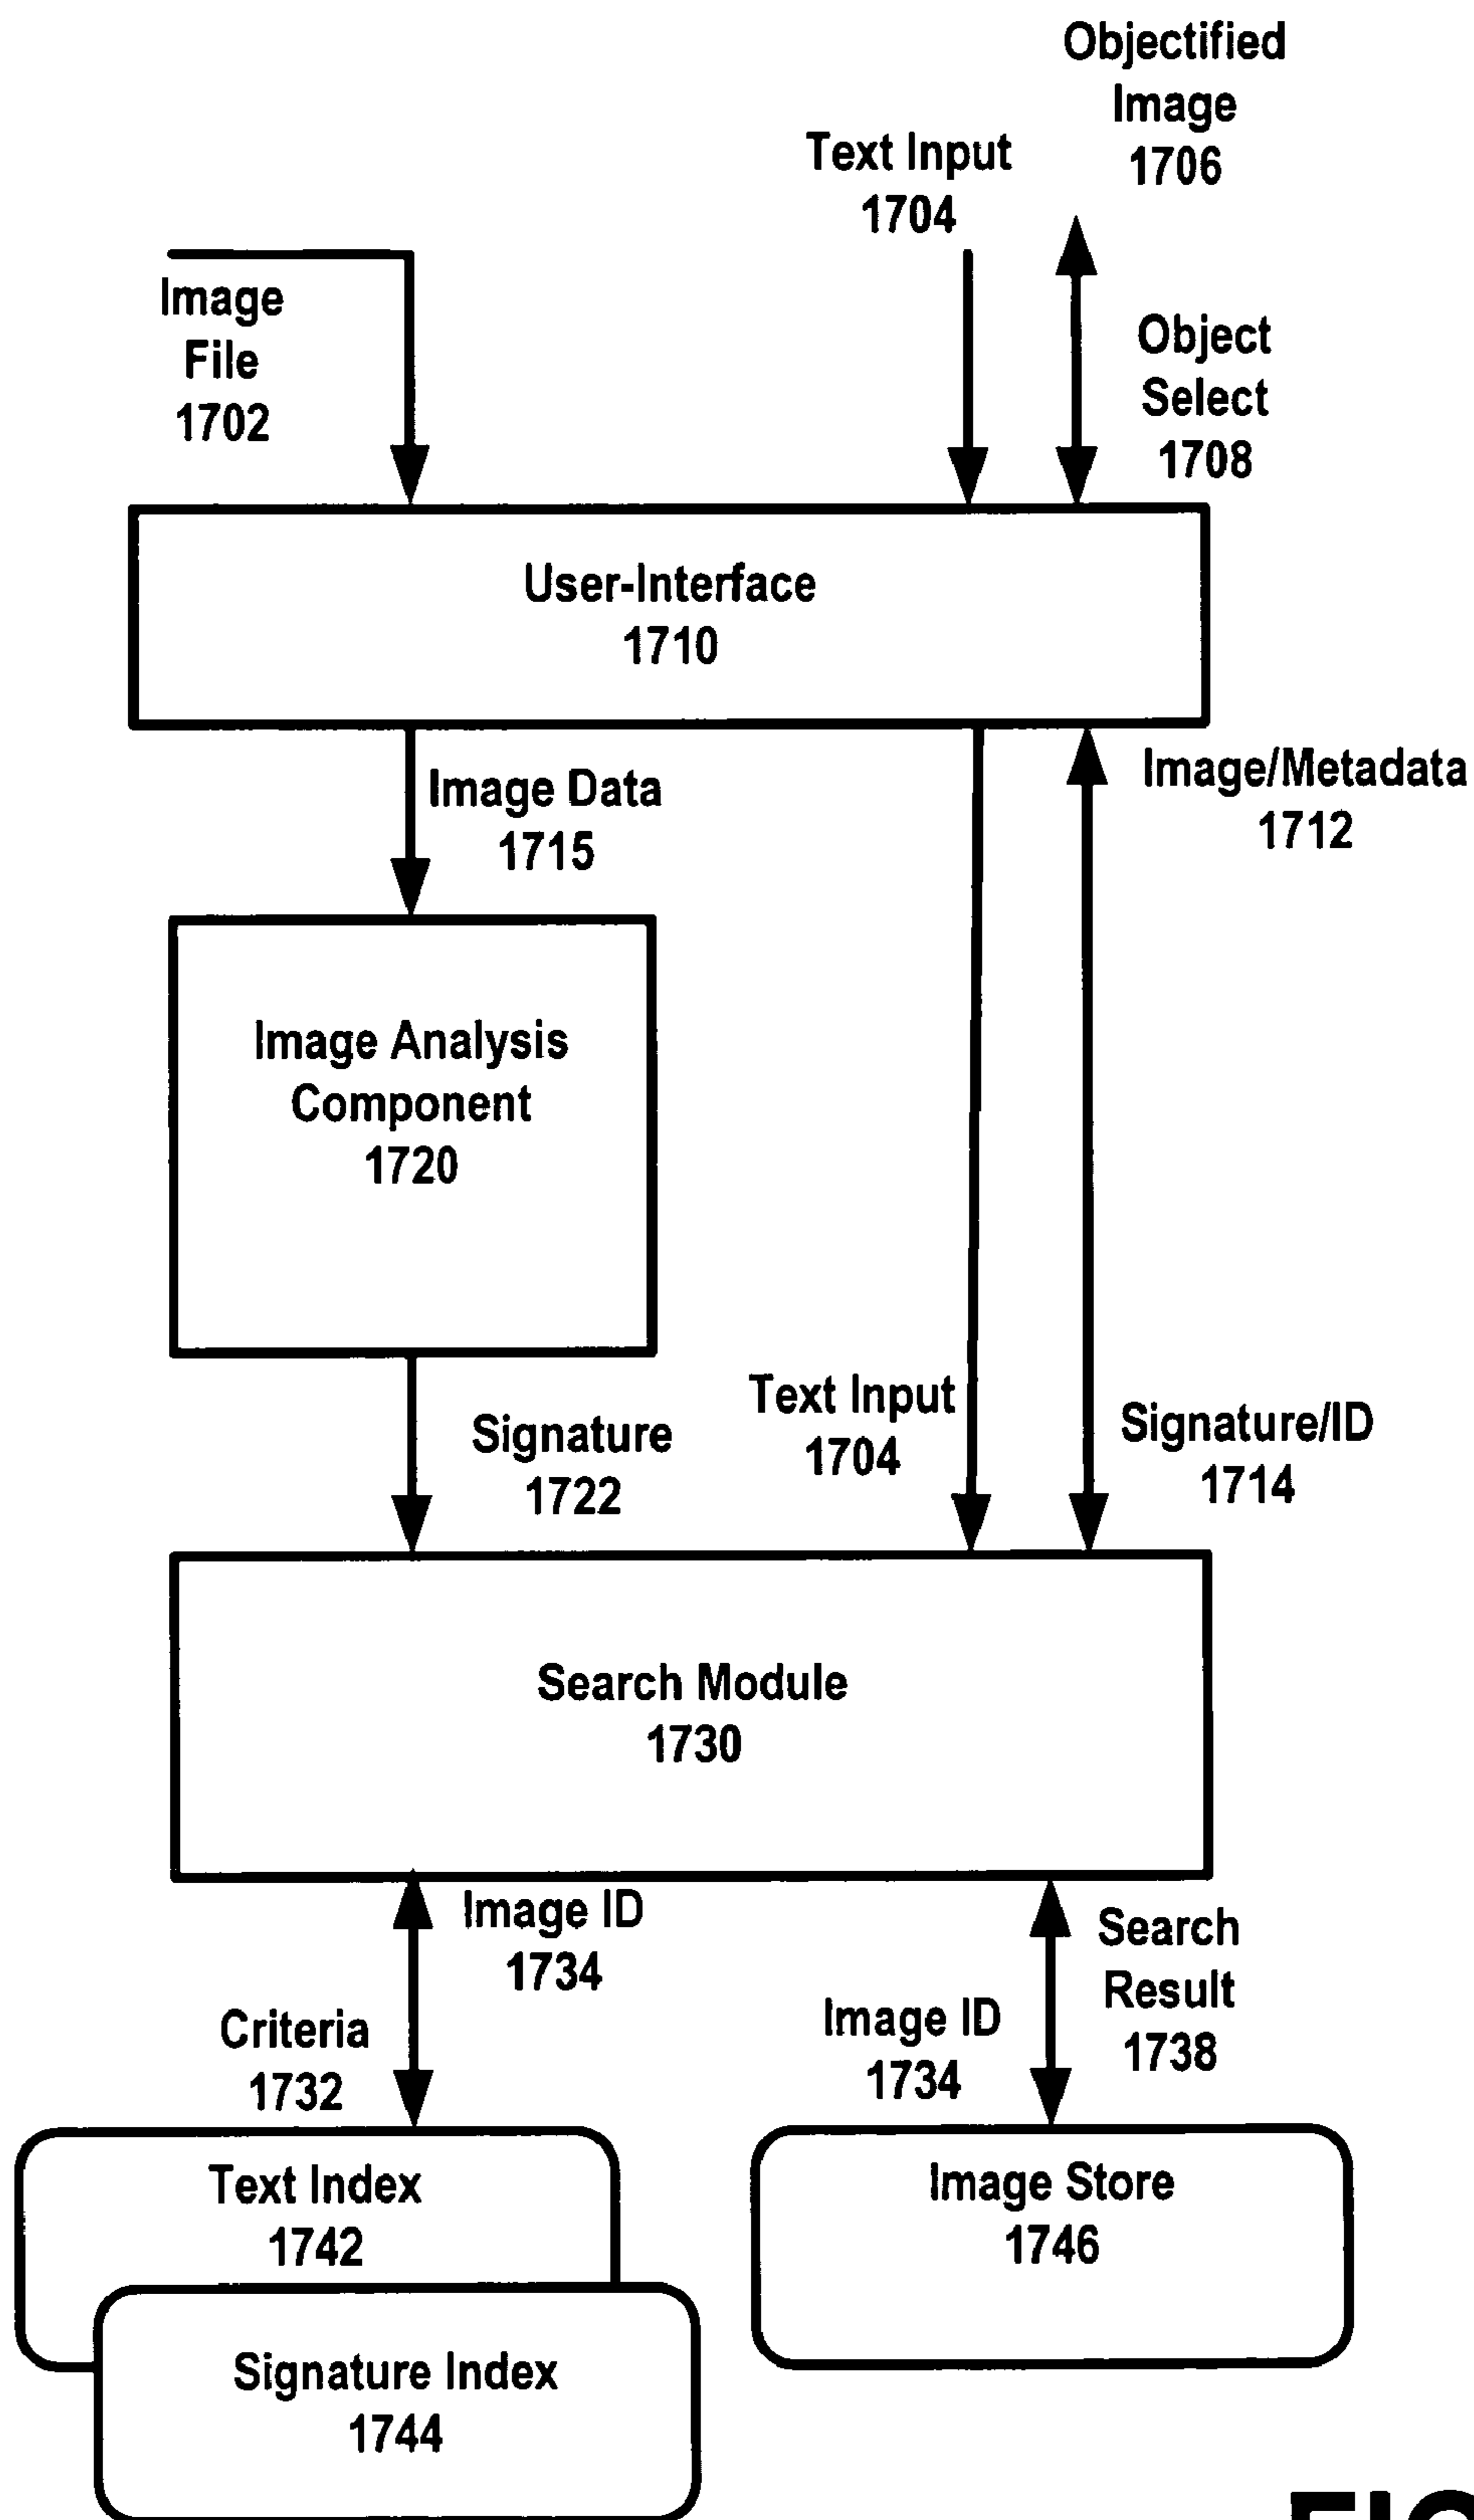 Objectified
Image
1706
Text Input
1704
Image
File
1702
Object
Select
1708
User-Interface
1710
Image/Metadata
1712
Image Data
1715
Image Analysis
Component
1720
Text Input
1704
Signature/ID
1714
Signature
1722
Search Module
1730
Image ID
1734
Criteria
1732
Search
Result
1738
Image ID
1734
Text Index
1742
Image Store
1746
Signature Index
1744